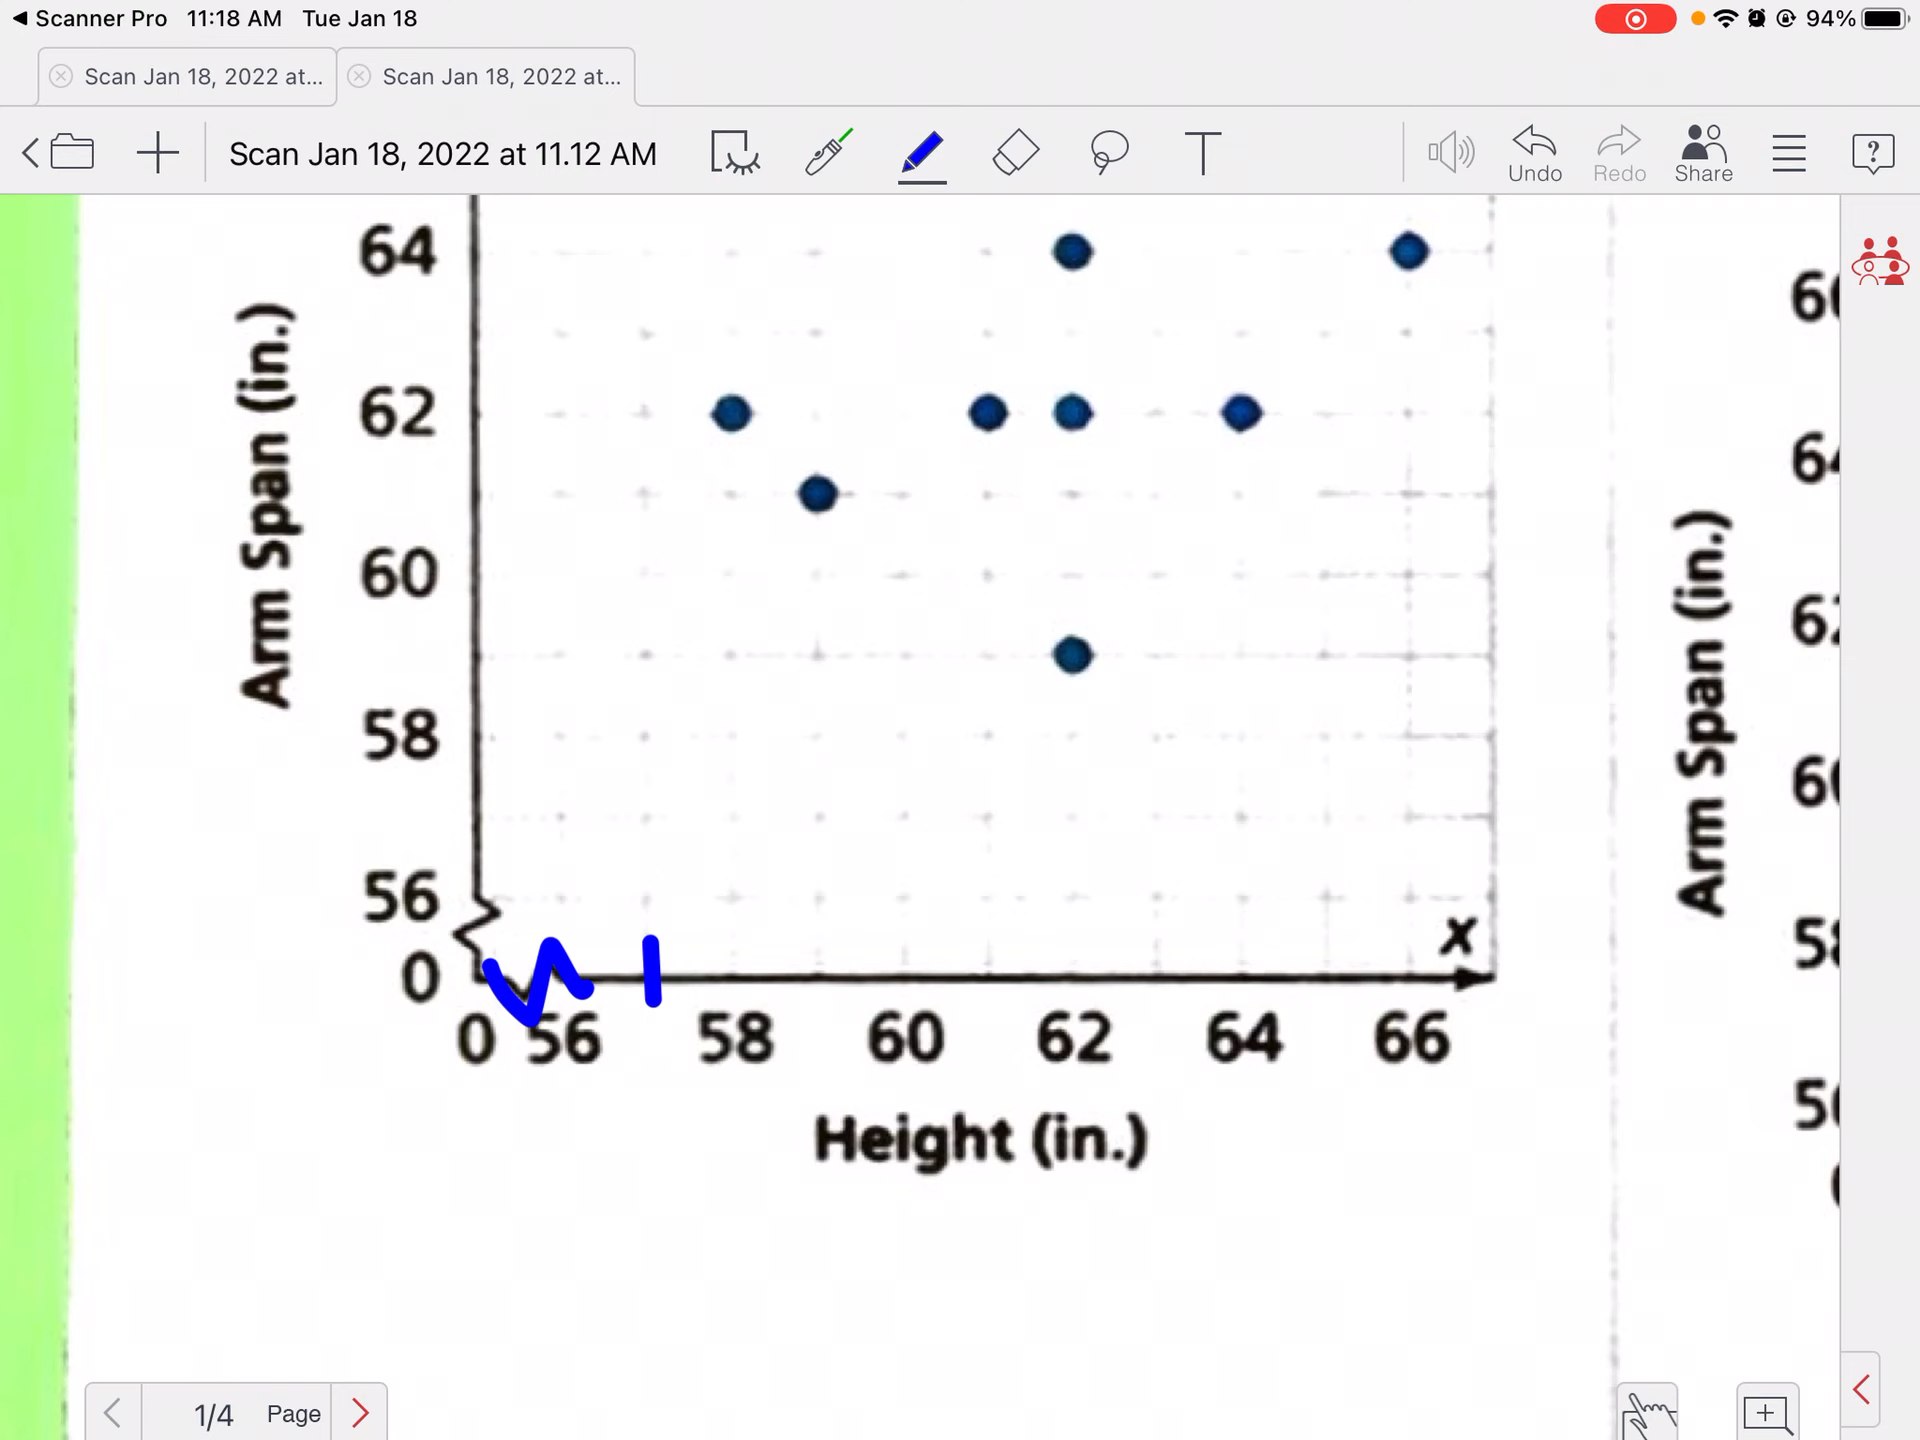 Scanner Pro 11:18 AM Tue Jan 18
94%
Scan Jan 18, 2022 at...
Scan Jan 18, 2022 at...
Scan Jan 18, 2022 at 11.12 AM
T
Undo
Redo
Share
?
64
62
60
58
56
0
Arm Span (in.)
x
0 56 58 60 62 64 66
Height (in.)
Arm Span (in.)
1/4 Page